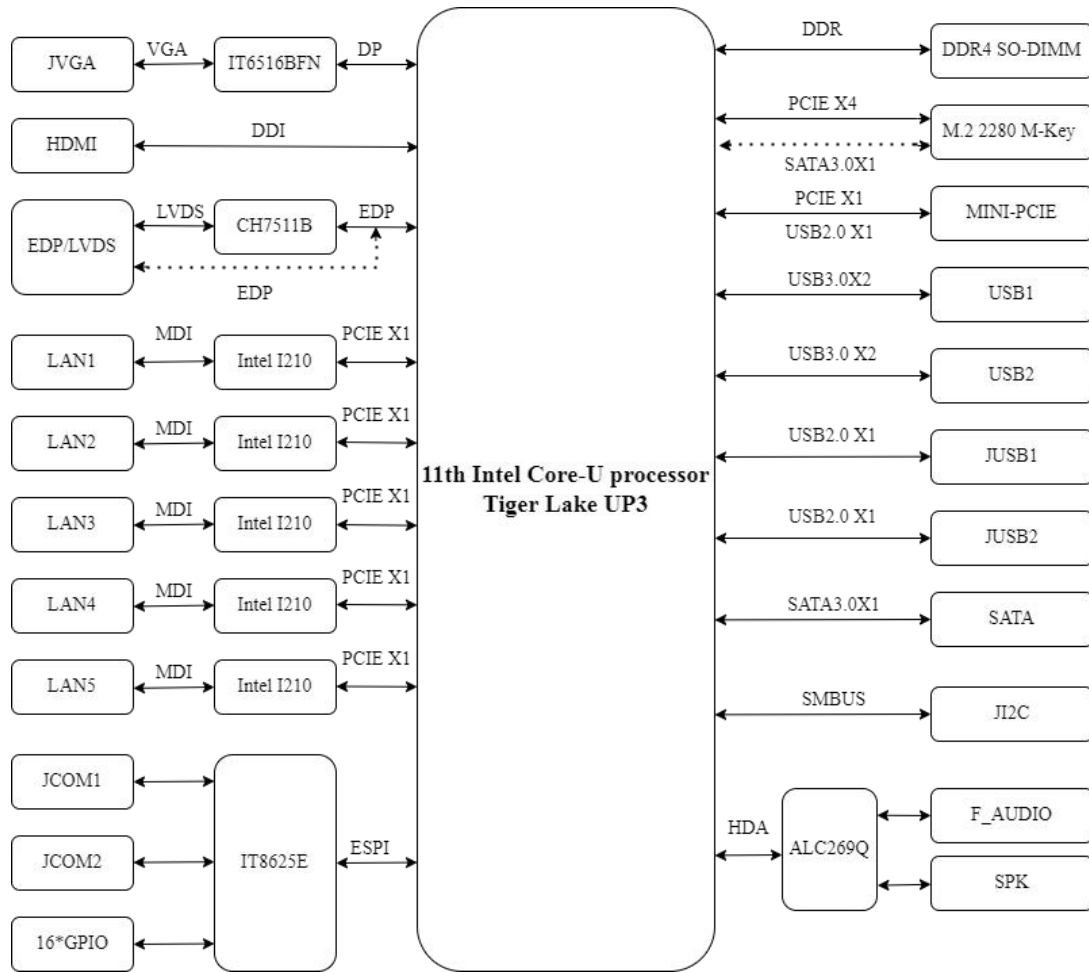 JVGA
VGA
IT6516BFN
DP
HDMI
DDI
EDP/LVDS
LVDS
CH7511B
EDP
EDP
LAN1
MDI
Intel I210
PCIE X1
LAN2
MDI
Intel I210
PCIE X1
LAN3
MDI
Intel I210
PCIE X1
LAN4
MDI
Intel I210
PCIE X1
LAN5
MDI
Intel I210
PCIE X1
JCOM1
JCOM2
16*GPIO
IT8625E
ESPI
11th Intel Core-U processor
Tiger Lake UP3
DDR
DDR4 SO-DIMM
PCIE X4
SATA3.0X1
M.2 2280 M-Key
PCIE X1
USB2.0 X1
MINI-PCIE
USB3.0X2
USB1
USB3.0 X2
USB2
USB2.0 X1
JUSB1
USB2.0 X1
JUSB2
SATA3.0X1
SATA
SMBUS
JI2C
HDA
ALC269Q
F_AUDIO
SPK